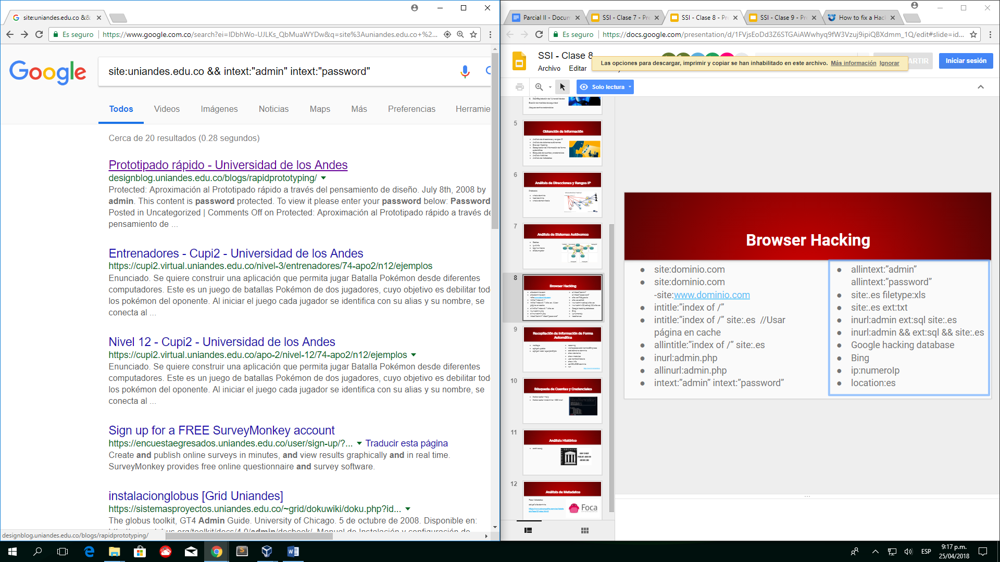 site:uniandes.edu.co &&
Es seguro
https://www.google.com.co/search?ei=IDbhWo-UJLKs_QbMuaWYDw&q=site%3Auniandes.edu.co+%2...
Google
site:uniandes.edu.co && intext:"admin" intext:"password"
Todos Videos Imágenes Noticias Maps Más Preferencias Herramie
Cerca de 20 resultados (0.28 segundos)
Prototipado rápido - Universidad de los Andes
designblog.uniandes.edu.co/blogs/rapidprototyping/
Protected: Aproximación al Prototipado rápido a través del pensamiento de diseño. July 8th, 2008 by
admin. This content is password protected. To view it please enter your password below: Password
Posted in Uncategorized | Comments Off on Protected: Aproximación al Prototipado rápido a través de
pensamiento de ...
Entrenadores - Cupi2 - Universidad de los Andes
https://cupi2.virtual.uniandes.edu.co/nivel-3/entrenadores/74-apo2/n12/ejemplos
Enunciado. Se quiere construir una aplicación que permita jugar Batalla Pokémon desde diferentes
computadores. Este es un juego de batallas Pokémon de dos jugadores, cuyo objetivo es debilitar tod
los pokémon del oponente. Al iniciar el juego cada jugador se identifica con su alias y su nombre, se
conecta al ...
Nivel 12 - Cupi2 - Universidad de los Andes
https://cupi2.virtual.uniandes.edu.co/apo-2/nivel-12/74-apo2/n12/ejemplos
Enunciado. Se quiere construir una aplicación que permita jugar Batalla Pokémon desde diferentes
computadores. Este es un juego de batallas Pokémon de dos jugadores, cuyo objetivo es debilitar tod
los pokémon del oponente. Al iniciar el juego cada jugador se identifica con su alias y su nombre, se
conecta al ...
Sign up for a FREE SurveyMonkey account
https://encuestaegresados.uniandes.edu.co/user/sign-up/?... Traducir esta página
Create and publish online surveys in minutes, and view results graphically and in real time.
SurveyMonkey provides free online questionnaire and survey software.
instalacionglobus [Grid Uniandes]
https://sistemasproyectos.uniandes.edu.co/~grid/dokuwiki/doku.php?id...
The globus toolkit, GT4 Admin Guide. University of Chicago. 5 de octubre de 2008. Disponible en:
designblog.uniandes.edu.co/blogs/rapidprototyping/
Parcial II - Docum
SSI - Clase 7 - Pre
SSI - Clase 8 - Pre
SSI - Clase 9 - Pre
How to fix a Hack
Es seguro
https://docs.google.com/presentation/d/1FVjsEoDd3Z6STGAiAWwhyq9fW3Vzuj9ipiQBXdmm_1Q/edit#slide=id...
SSI - Clase 8
Archivo Editar
Las opciones para descargar, imprimir y copiar se han inhabilitado en este archivo. Más información Ignorar
ARTIR
Iniciar sesión
Solo lectura
5
Obtención de Información
6
Análisis de Direcciones y Rangos IP
7
Análisis de Sistemas Autónomos
8
Browser Hacking
9
Recopilación de Información de Forma
Automática
10
Búsqueda de Cuentas y Credenciales
11
Análisis Histórico
12
Análisis de Metadatos
Foca
Browser Hacking
● site:dominio.com
● site:dominio.com
-site:www.dominio.com
● intitle:”index of /”
● intitle:”index of /” site:.es //Usar
página en cache
● allintitle:”index of /” site:.es
● inurl:admin.php
● allinurl:admin.php
● intext:”admin” intext:”password”
● allintext:”admin”
allintext:”password”
● site:.es filetype:xls
● site:.es ext:txt
● inurl:admin ext:sql site:.es
● inurl:admin && ext:sql && site:.es
● Google hacking database
● Bing
● ip:numeroIp
● location:es
ESP
9:17 p.m.
25/04/2018